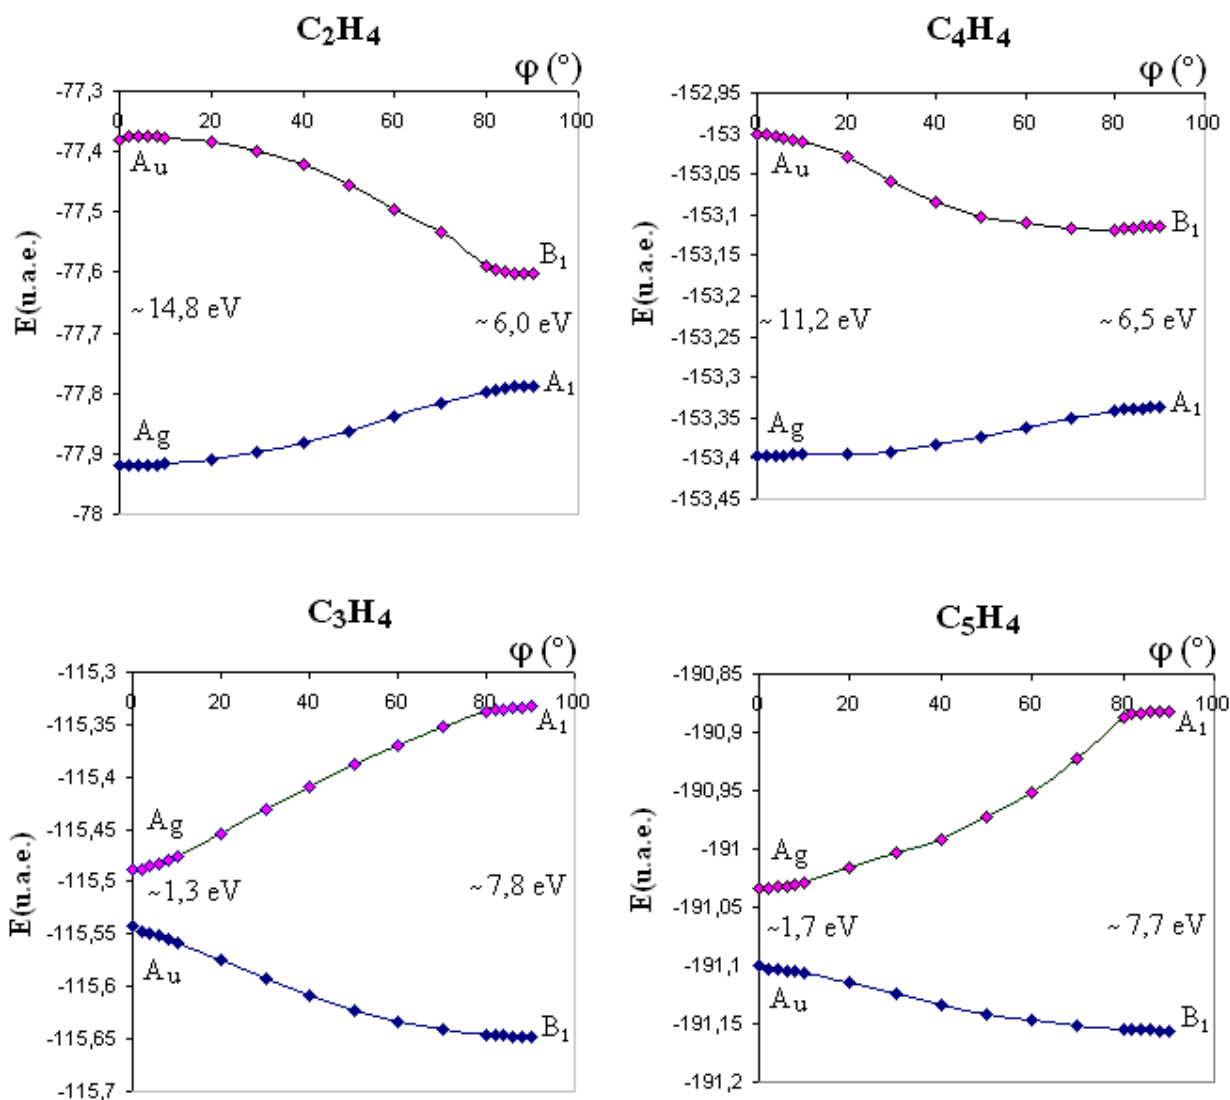 C₂H₄
φ (°)
-77,3
0 20 40 60 80 100
-77,4
Aᵤ
-77,5
B₁
-77,6
E(u.a.e.)
~14,8 eV
~6,0 eV
-77,7
-77,8
A₁
Ag
-77,9
-78
C₄H₄
φ (°)
-152,95
0 20 40 60 80 100
-153
Aᵤ
-153,05
-153,1
B₁
-153,15
-153,2
E(u.a.e.)
~11,2 eV
~6,5 eV
-153,25
-153,3
A₁
-153,35
Ag
-153,4
-153,45
C₃H₄
φ (°)
-115,3
0 20 40 60 80 100
-115,35
A₁
-115,4
-115,45
Ag
-115,5
~1,3 eV
~7,8 eV
E(u.a.e.)
-115,55
Aᵤ
-115,6
B₁
-115,65
-115,7
C₅H₄
φ (°)
-190,85
0 20 40 60 80 100
A₁
-190,9
-190,95
-191
Ag
E(u.a.e.)
-191,05
~1,7 eV
~7,7 eV
-191,1
Aᵤ
B₁
-191,15
-191,2